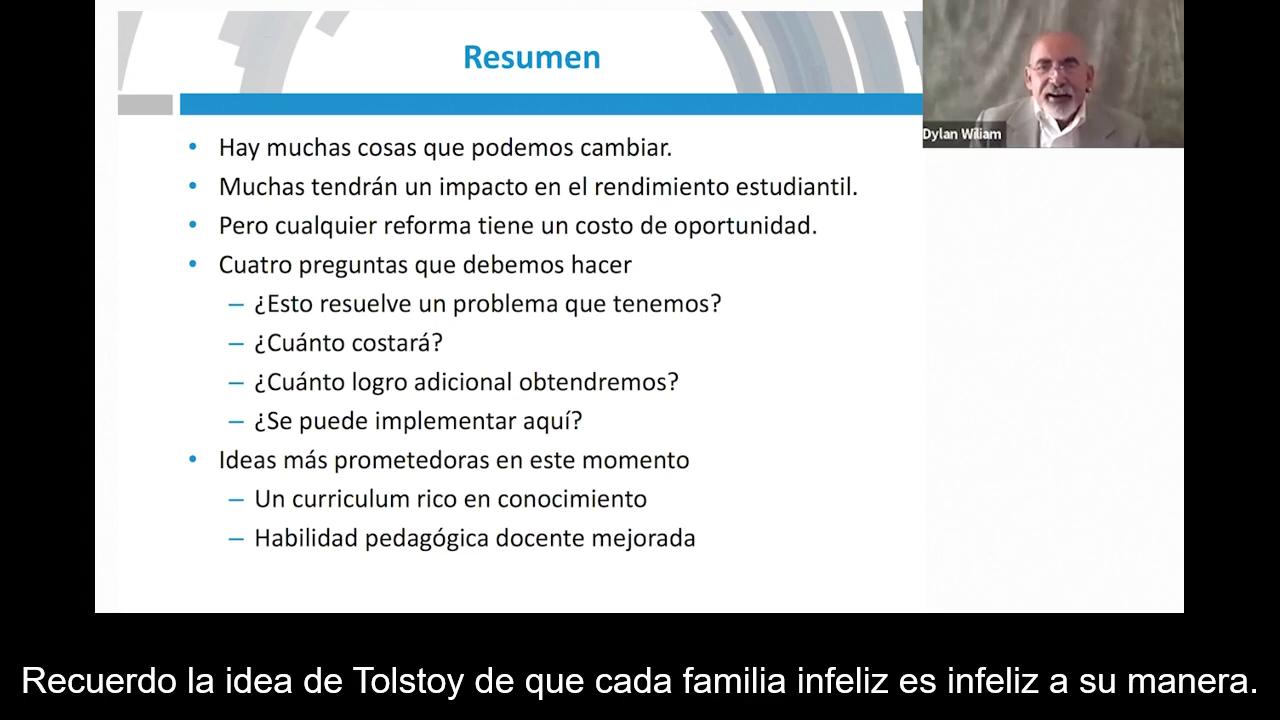 Resumen
Dylan Wiliam
• Hay muchas cosas que podemos cambiar.
• Muchas tendrán un impacto en el rendimiento estudiantil.
• Pero cualquier reforma tiene un costo de oportunidad.
• Cuatro preguntas que debemos hacer
– ¿Esto resuelve un problema que tenemos?
– ¿Cuánto costará?
– ¿Cuánto logro adicional obtendremos?
– ¿Se puede implementar aquí?
• Ideas más prometedoras en este momento
– Un curriculum rico en conocimiento
– Habilidad pedagógica docente mejorada
Recuerdo la idea de Tolstoy de que cada familia infeliz es infeliz a su manera.